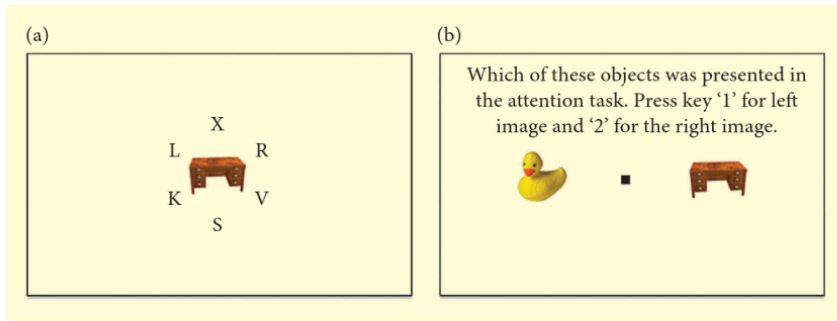 (a)
X
L R
K V
S
(b)
Which of these objects was presented in
the attention task. Press key ‘1’ for left
image and ‘2’ for the right image.